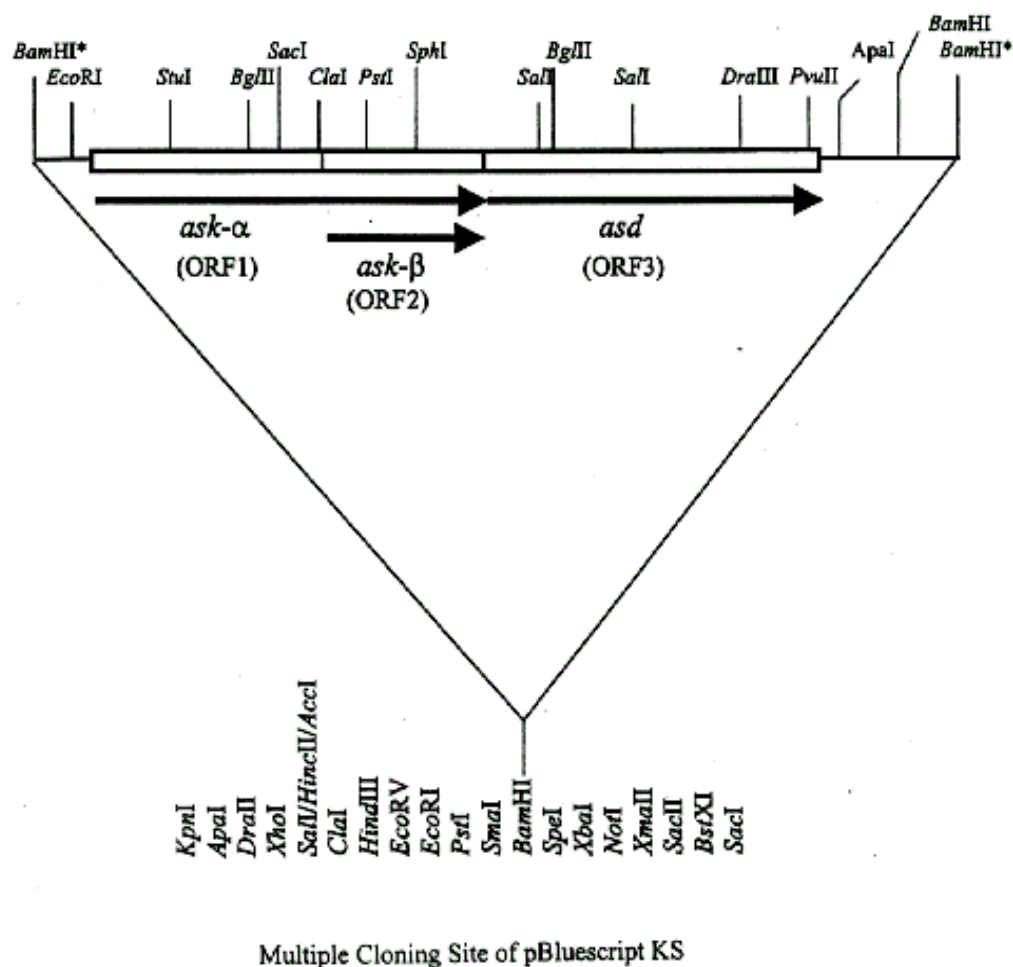 BamHI*
EcoRI
StuI
BglII
SacI
ClaI
PstI
SphI
SalI
BglII
SalI
DraIII
PvuII
ApaI
BamHI
BamHI*
ask-α
(ORF1)
ask-β
(ORF2)
asd
(ORF3)
KpnI
ApaI
DraII
XhoI
SalI/HincII/AccI
ClaI
HindIII
EcoRV
EcoRI
PstI
SmaI
BamHI
SpeI
XbaI
NotI
XmaII
SacII
BstXI
SacI
Multiple Cloning Site of pBluescript KS